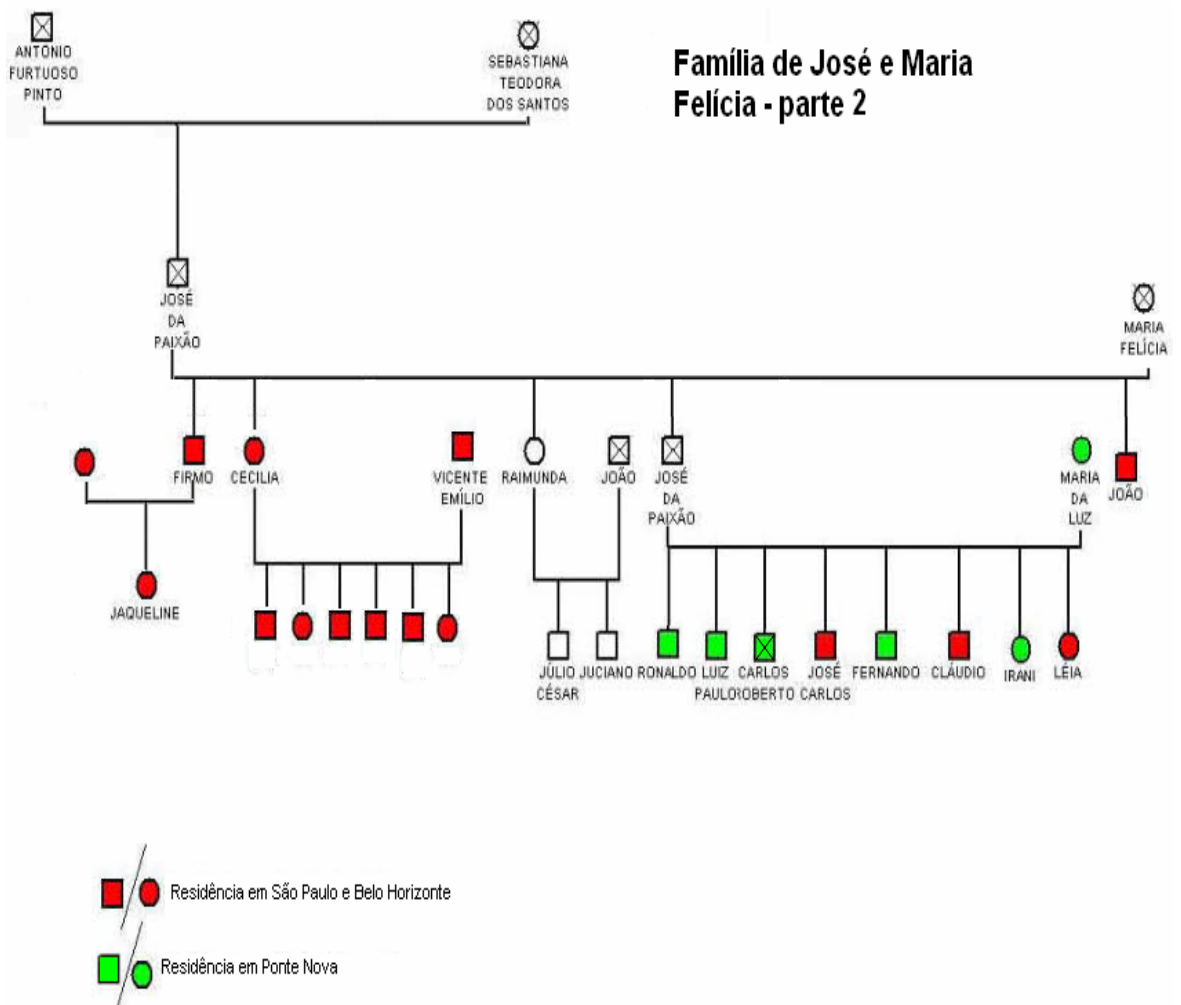 ANTONIO
FURTUOSO
PINTO
SEBASTIANA
TEODORA
DOS SANTOS
Família de José e Maria
Felícia - parte 2
JOSÉ
DA
PAIXÃO
MARIA
FELÍCIA
FIRMO
CECILIA
VICENTE
EMÍLIO
RAIMUNDA
JOÃO
JOSÉ
DA
PAIXÃO
MARIA
DA
LUZ
JOÃO
JAQUELINE
JÚLIO
CÉSAR
JUCIANO
RONALDO
LUIZ
PAULO
CARLOS
ROBERTO
JOSÉ
CARLOS
FERNANDO
CLÁUDIO
IRANI
LÉIA
Residência em São Paulo e Belo Horizonte
Residência em Ponte Nova